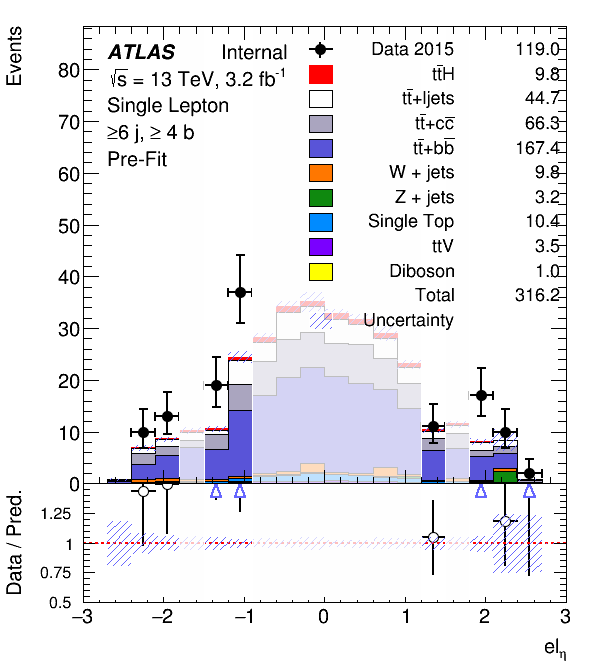 Events
ATLAS Internal
√s = 13 TeV, 3.2 fb⁻¹
Single Lepton
≥6 j, ≥ 4 b
Pre-Fit
Data 2015 119.0
tt̄H 9.8
tt̄+ljets 44.7
tt̄+cc̄ 66.3
tt̄+bb̄ 167.4
W + jets 9.8
Z + jets 3.2
Single Top 10.4
ttV 3.5
Diboson 1.0
Total 316.2
Uncertainty
80
70
60
50
40
30
20
10
0
Data / Pred.
1.25
1
0.75
0.5
−3 −2 −1 0 1 2 3
el_η